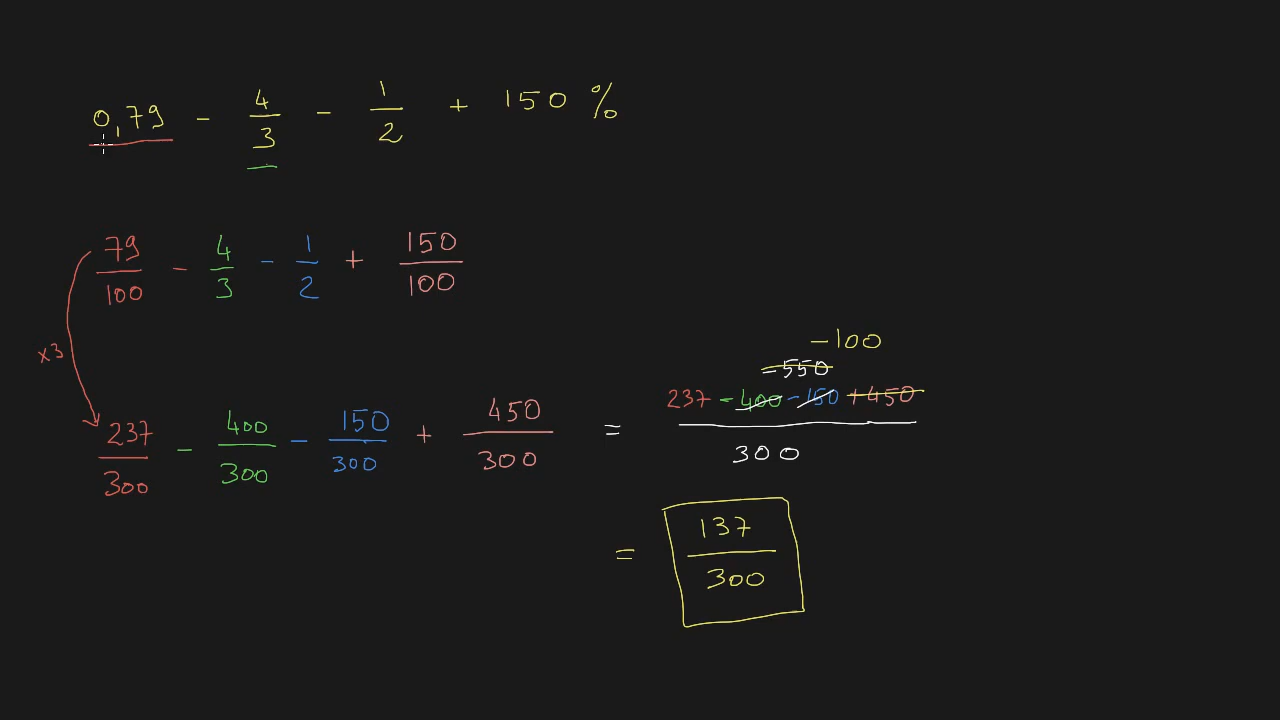 0,79 - 4/3 - 1/2 + 150 %
79/100 - 4/3 - 1/2 + 150/100
x3
-100
-550
237/300 - 400/300 - 150/300 + 450/300 = 237 - 400 - 150 + 450/300
= 137/300